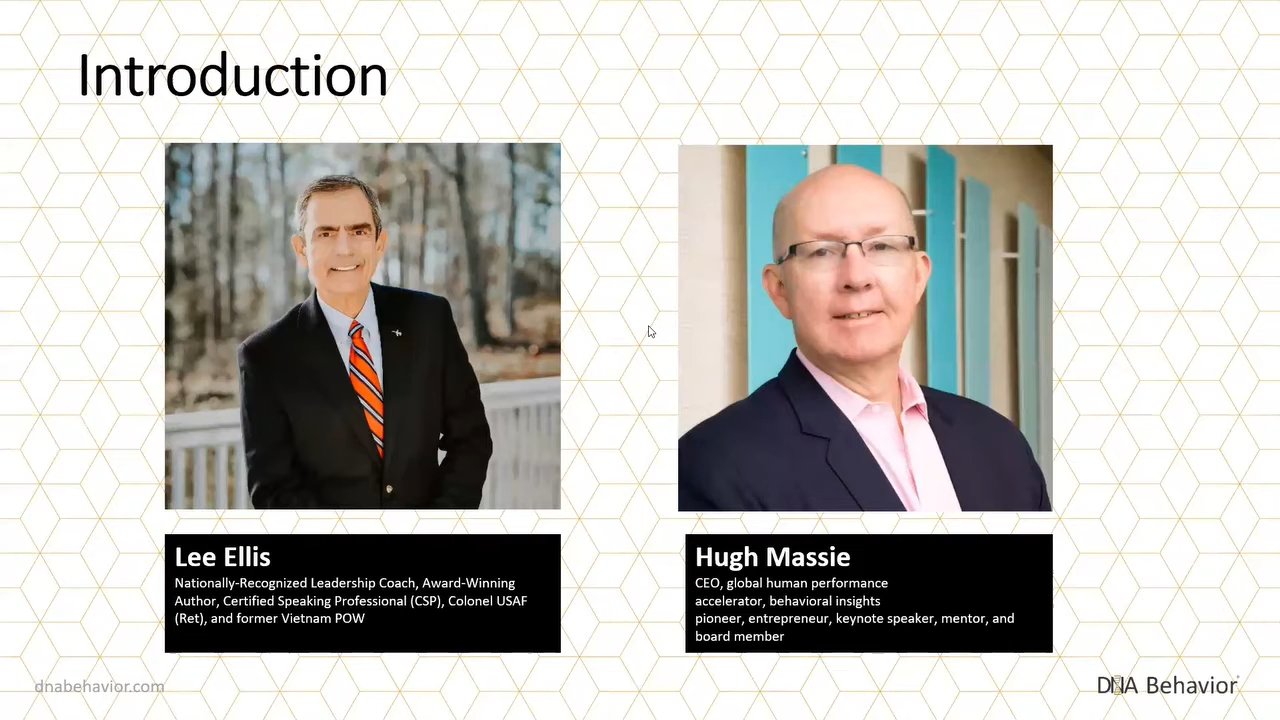 Introduction
Lee Ellis
Nationally-Recognized Leadership Coach, Award-Winning
Author, Certified Speaking Professional (CSP), Colonel USAF
(Ret), and former Vietnam POW
Hugh Massie
CEO, global human performance
accelerator, behavioral insights
pioneer, entrepreneur, keynote speaker, mentor, and
board member
dnabehavior.com
DNA Behavior